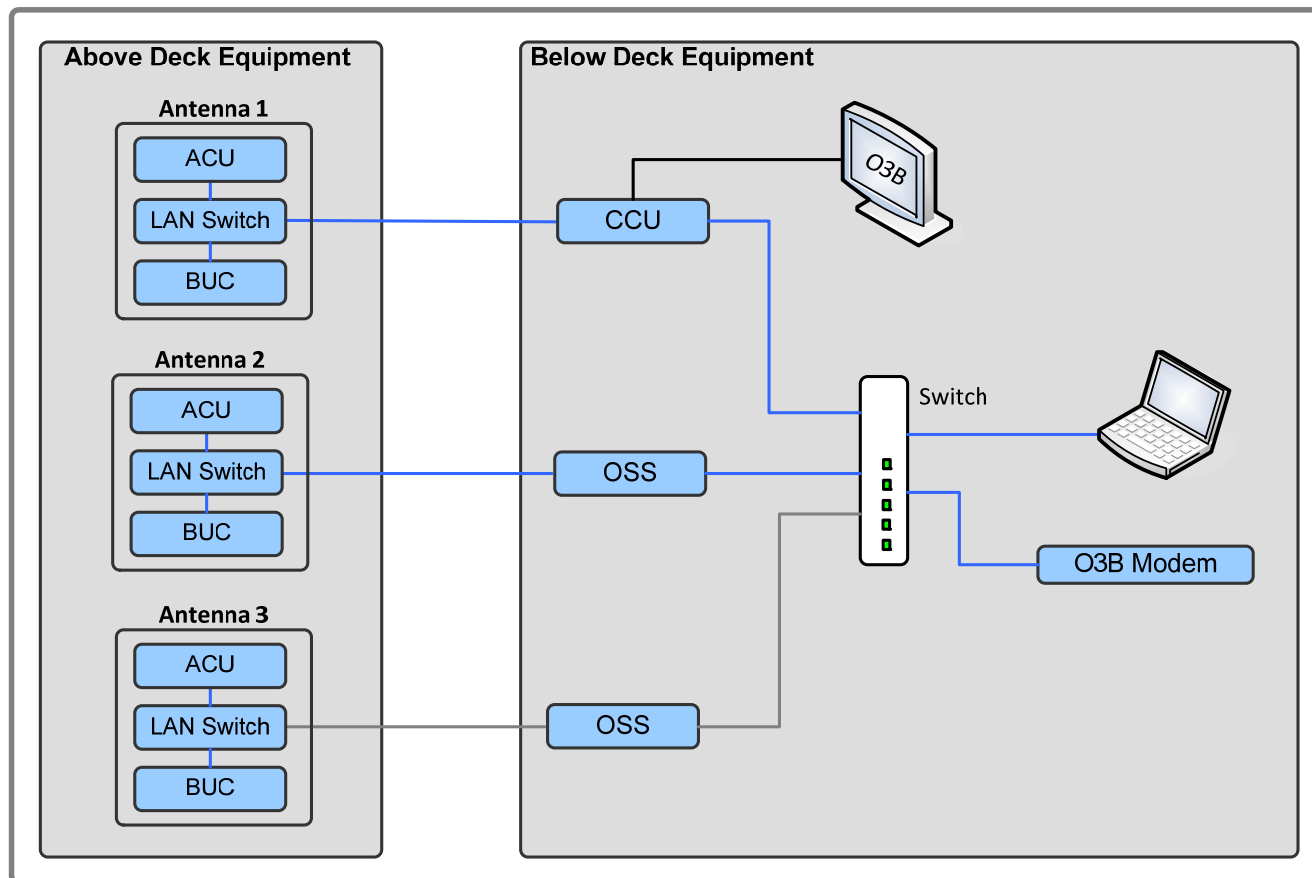 Above Deck Equipment
Antenna 1
ACU
LAN Switch
BUC
Antenna 2
ACU
LAN Switch
BUC
Antenna 3
ACU
LAN Switch
BUC
Below Deck Equipment
O3B
CCU
Switch
OSS
O3B Modem
OSS